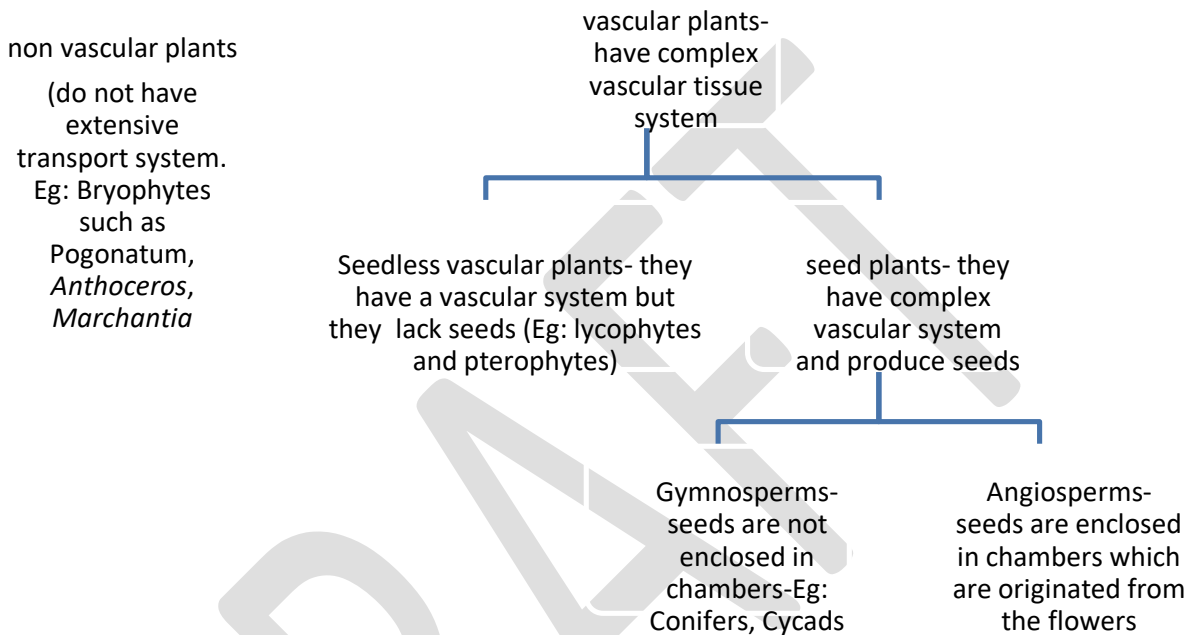 non vascular plants
(do not have
extensive
transport system.
Eg: Bryophytes
such as
Pogonatum,
Anthoceros,
Marchantia
vascular plants-
have complex
vascular tissue
system
Seedless vascular plants- they
have a vascular system but
they lack seeds (Eg: lycophytes
and pterophytes)
seed plants- they
have complex
vascular system
and produce seeds
Gymnosperms-
seeds are not
enclosed in
chambers-Eg:
Conifers, Cycads
Angiosperms-
seeds are enclosed
in chambers which
are originated from
the flowers